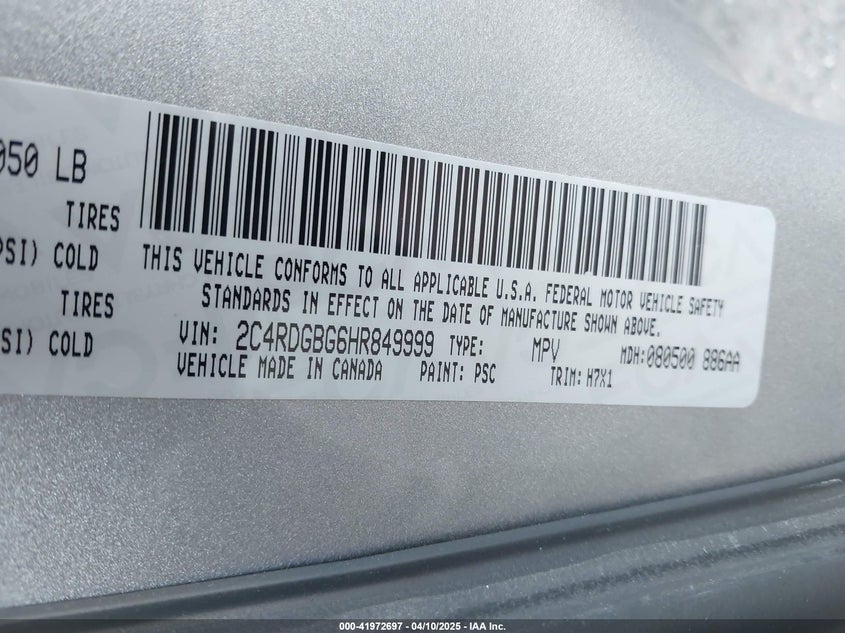 050 LB
TIRES
PSI) COLD
TIRES
SI) COLD
THIS VEHICLE CONFORMS TO ALL APPLICABLE U.S.A. FEDERAL MOTOR VEHICLE SAFETY
STANDARDS IN EFFECT ON THE DATE OF MANUFACTURE SHOWN ABOVE.
VIN: 2C4RDGBG6HR849999 TYPE: MPV MDH:080500 886AA
VEHICLE MADE IN CANADA PAINT: PSC TRIM: H7X1
000-41972697 - 04/10/2025 - IAA Inc.